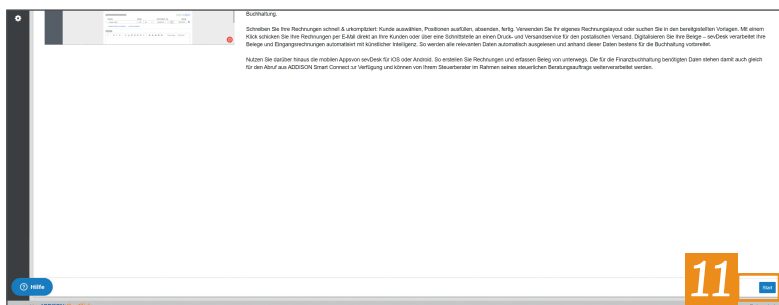 Buchhaltung.
Schreiben Sie Ihre Rechnungen schnell & unkompliziert: Kunde auswählen, Positionen ausfüllen, absenden, fertig. Verwenden Sie Ihr eigenes Rechnungslayout oder suchen Sie in den bereitgestellten Vorlagen. Mit einem
Klick schicken Sie Ihre Rechnungen per E-Mail direkt an Ihre Kunden oder über eine Schnittstelle an einen Druck- und Versandservice für den postalischen Versand. Digitalisieren Sie Ihre Belege – sevDesk verarbeitet Ihre
Belege und Eingangsrechnungen automatisiert mit künstlicher Intelligenz. So werden alle relevanten Daten automatisch ausgelesen und anhand dieser Daten bestens für die Buchhaltung vorbereitet.
Nutzen Sie darüber hinaus die mobilen Appsvon sevDesk für iOS oder Android. So erstellen Sie Rechnungen und erfassen Beleg von unterwegs. Die für die Finanzbuchhaltung benötigten Daten stehen damit auch gleich
für den Abruf aus ADDISON Smart Connect zur Verfügung und können von Ihrem Steuerberater im Rahmen seines steuerlichen Beratungsauftrags weiterverarbeitet werden.
11
Start
Hilfe